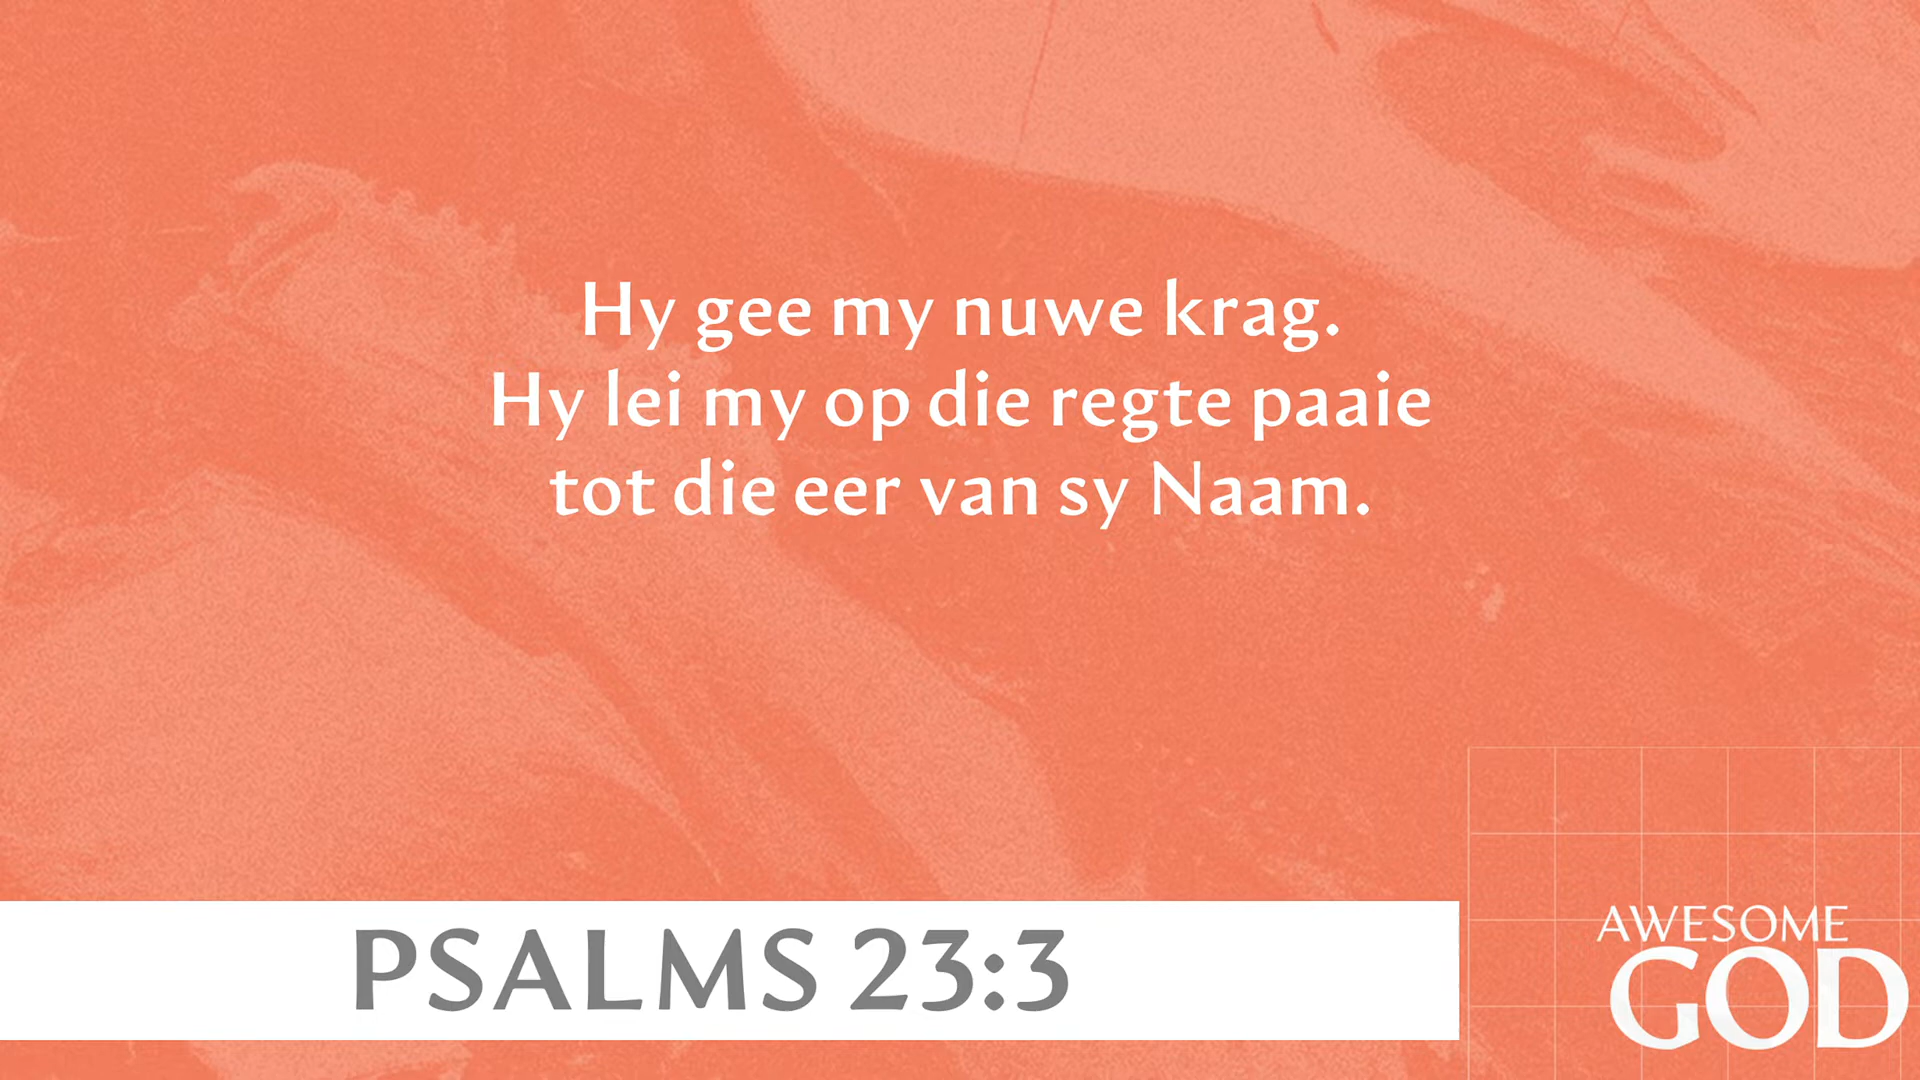 Hy gee my nuwe krag.
Hy lei my op die regte paaie
tot die eer van sy Naam.
PSALMS 23:3
AWESOME
GOD